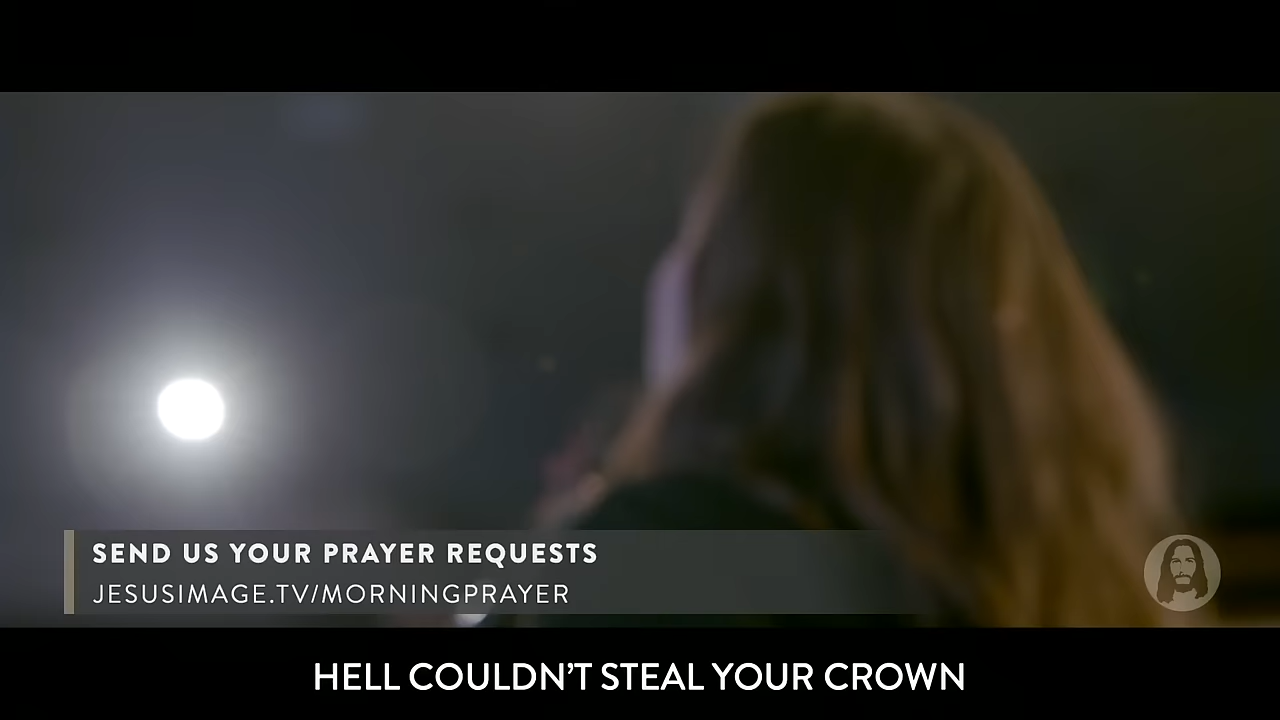 SEND US YOUR PRAYER REQUESTS
JESUSIMAGE.TV/MORNINGPRAYER
HELL COULDN'T STEAL YOUR CROWN